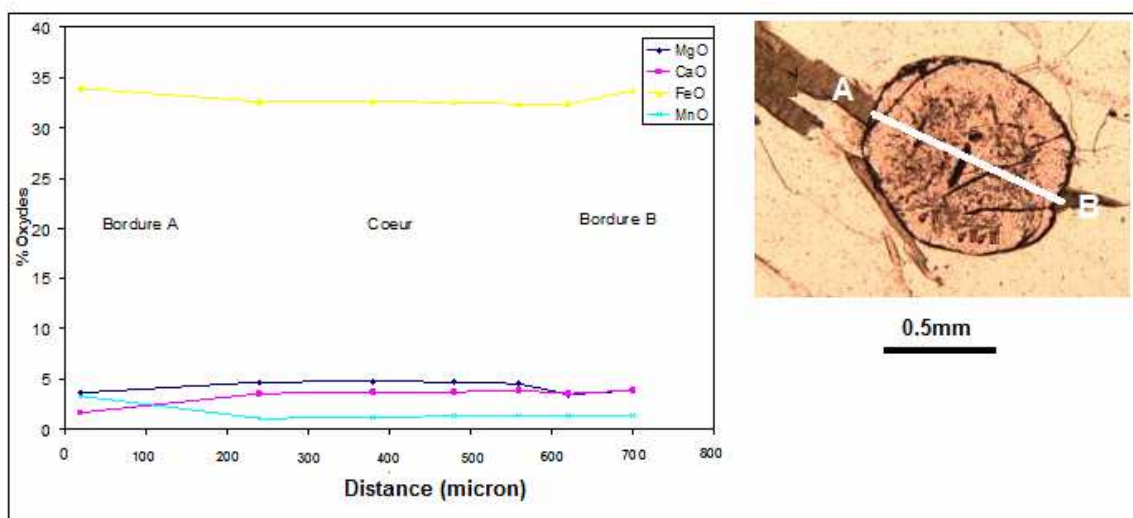 40
35
30
25
20
15
10
5
0
% Oxydes
0 100 200 300 400 500 600 700 800
Distance (micron)
Bordure A
Coeur
Bordure B
MgO
CaO
FeO
MnO
A
B
0.5mm